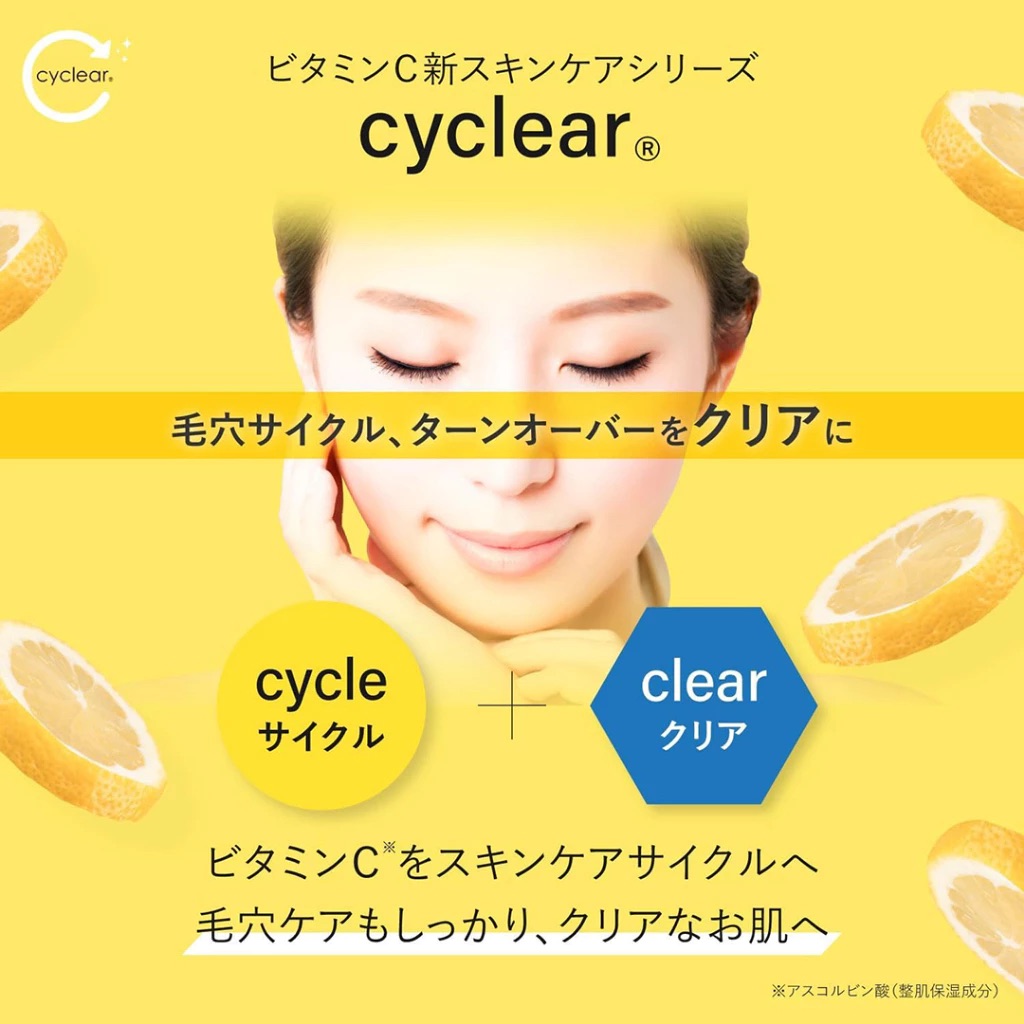 cyclear®
ビタミンC新スキンケアシリーズ
cyclear®
毛穴サイクル、ターンオーバーをクリアに
cycle
サイクル
clear
クリア
ビタミンC※をスキンケアサイクルへ
毛穴ケアもしっかり、クリアなお肌へ
※アスコルビン酸(整肌保湿成分)